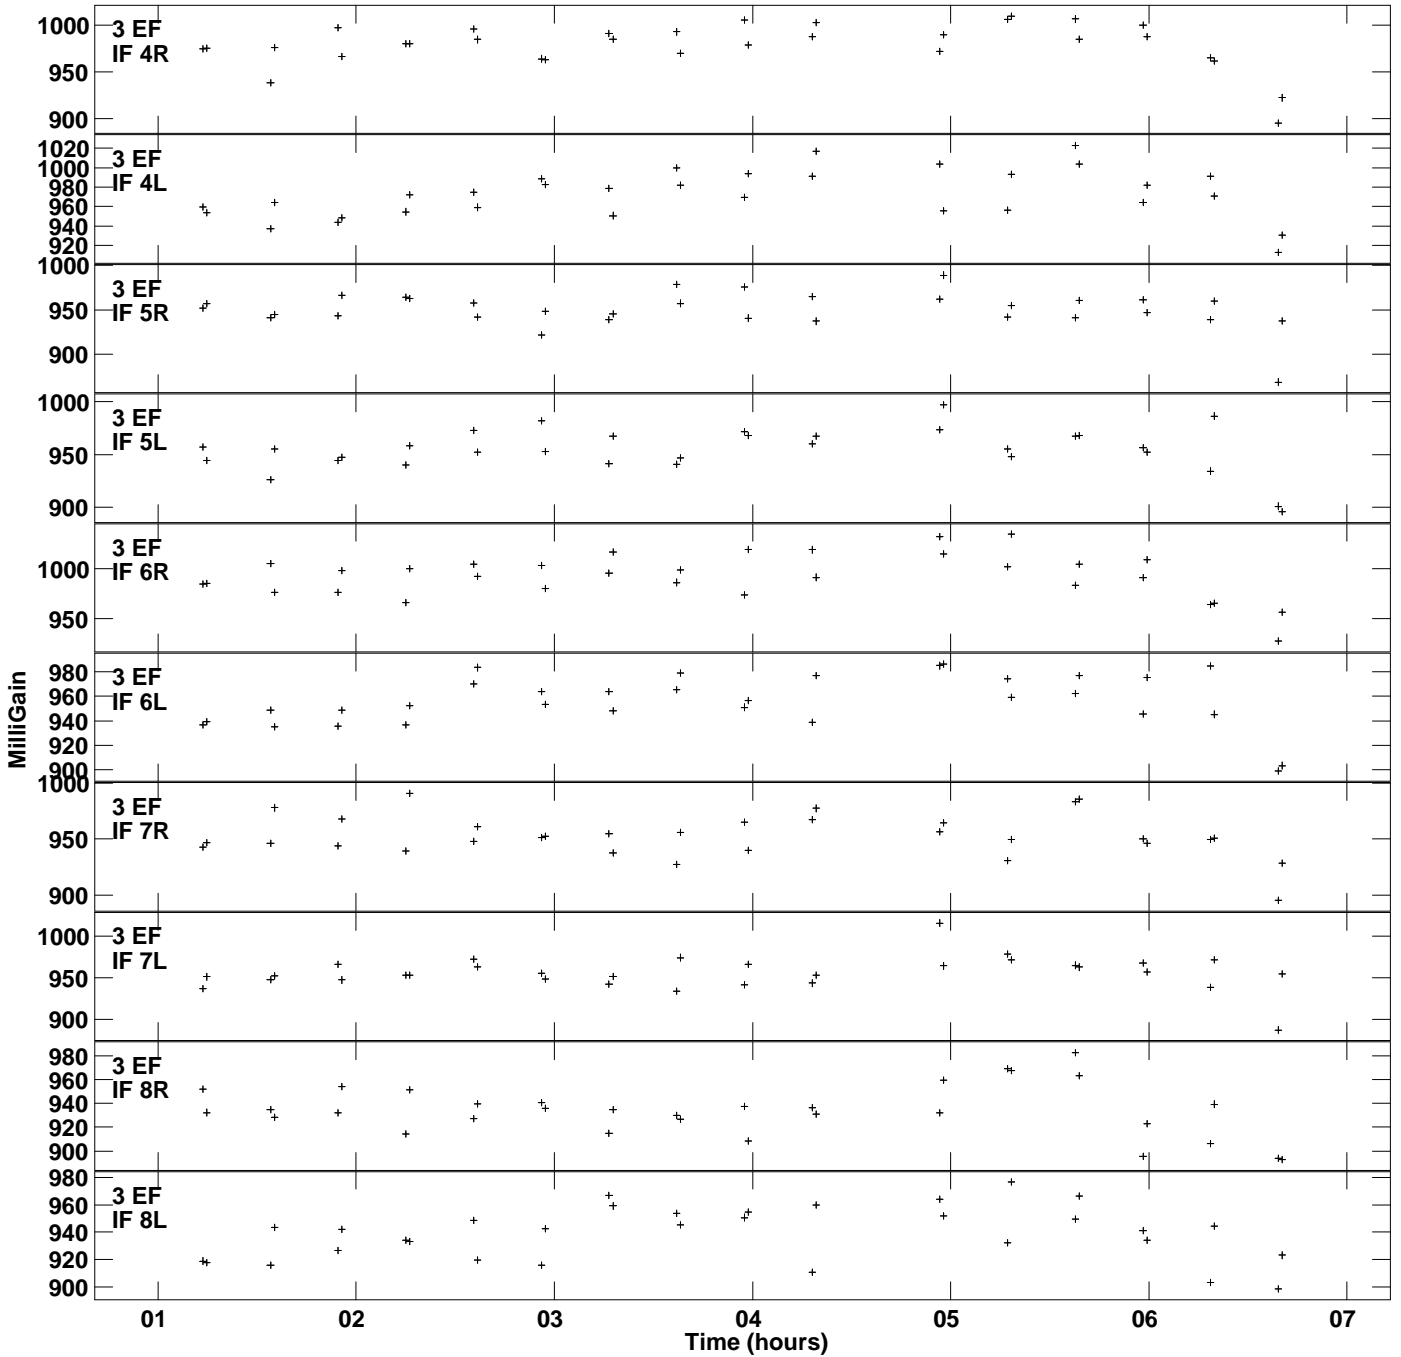 3 EF
IF 4R
1000
950
900
3 EF
IF 4L
1020
1000
980
960
940
920
3 EF
IF 5R
1000
950
900
3 EF
IF 5L
1000
950
900
3 EF
IF 6R
1000
950
3 EF
IF 6L
980
960
940
920
900
3 EF
IF 7R
1000
950
900
3 EF
IF 7L
1000
950
900
3 EF
IF 8R
980
960
940
920
900
3 EF
IF 8L
980
960
940
920
900
MilliGain
01 02 03 04 05 06 07
Time (hours)